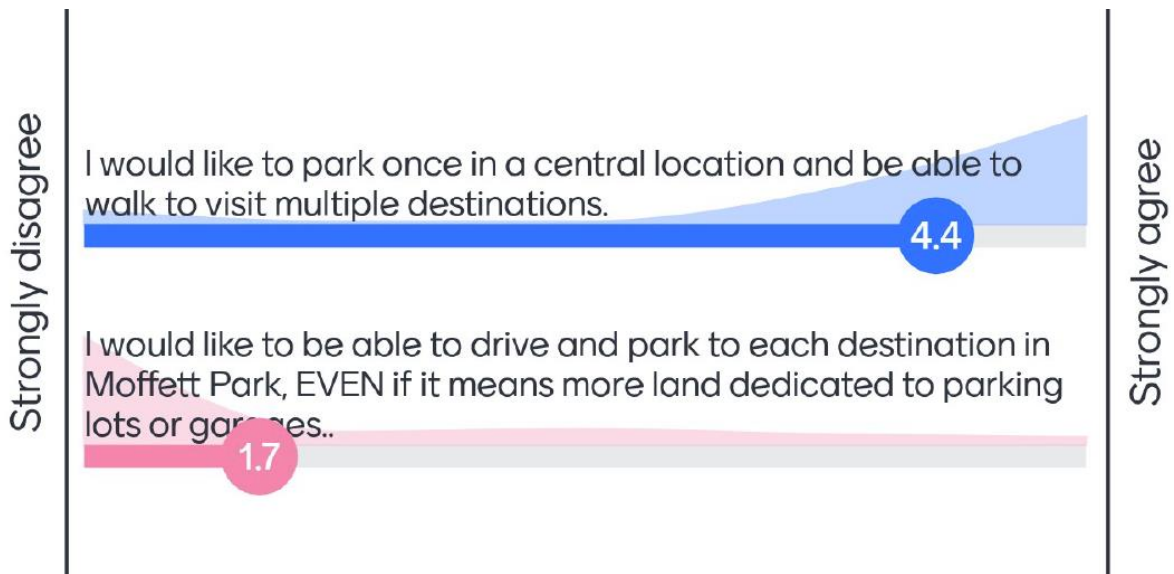 Strongly disagree
I would like to park once in a central location and be able to
walk to visit multiple destinations.
4.4
I would like to be able to drive and park to each destination in
Moffett Park, EVEN if it means more land dedicated to parking
lots or garages..
1.7
Strongly agree